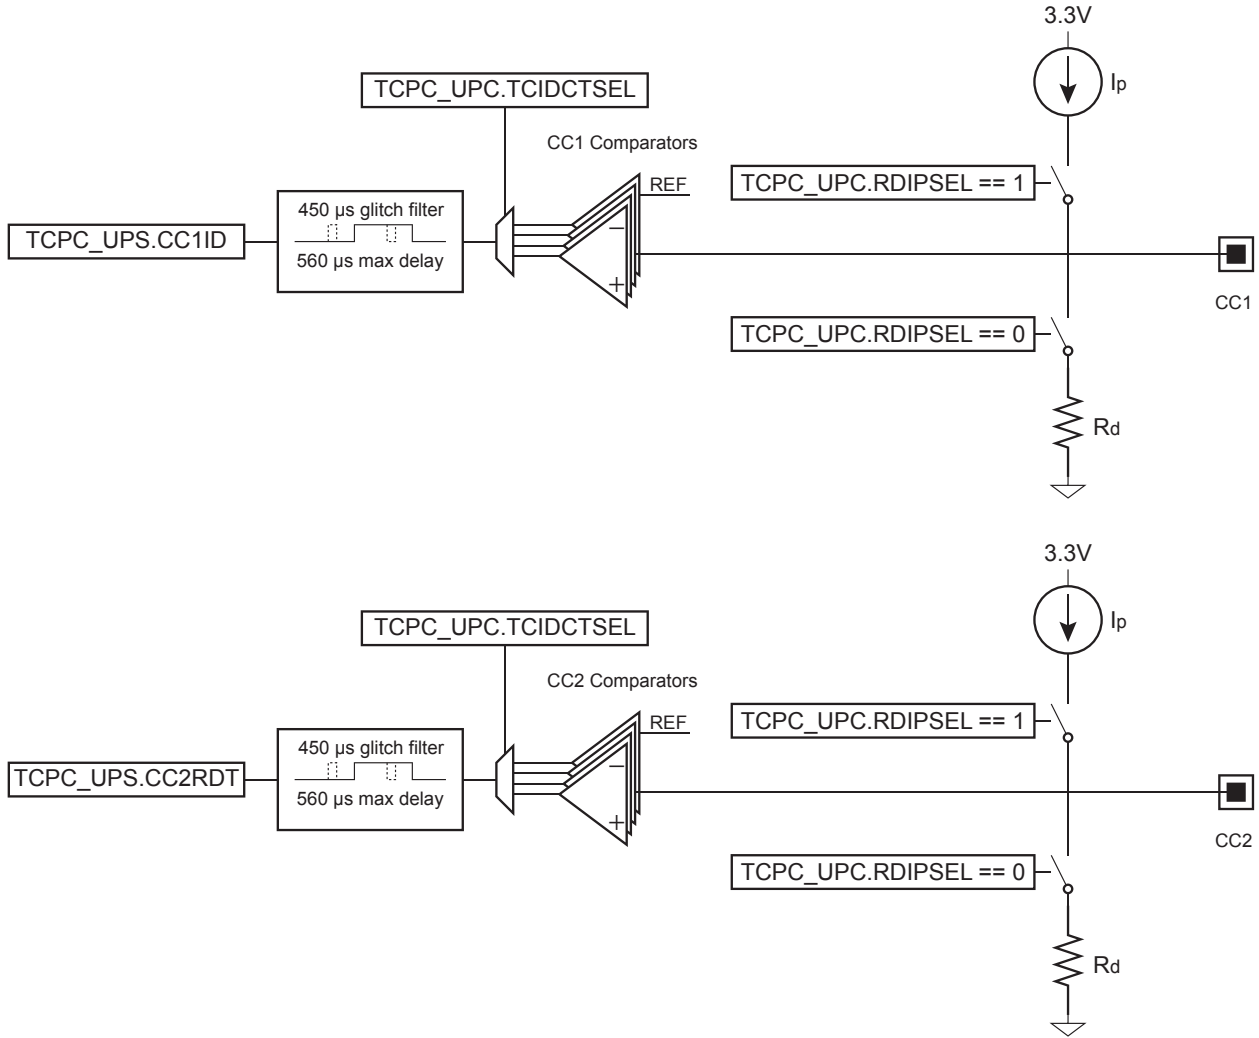 3.3V
Ip
TCPC_UPC.TCIDCTSEL
CC1 Comparators
REF
TCPC_UPC.RDIPSEL == 1
450 µs glitch filter
560 µs max delay
TCPC_UPS.CC1ID
−
+
CC1
TCPC_UPC.RDIPSEL == 0
Rd
3.3V
Ip
TCPC_UPC.TCIDCTSEL
CC2 Comparators
REF
TCPC_UPC.RDIPSEL == 1
450 µs glitch filter
560 µs max delay
TCPC_UPS.CC2RDT
−
+
CC2
TCPC_UPC.RDIPSEL == 0
Rd